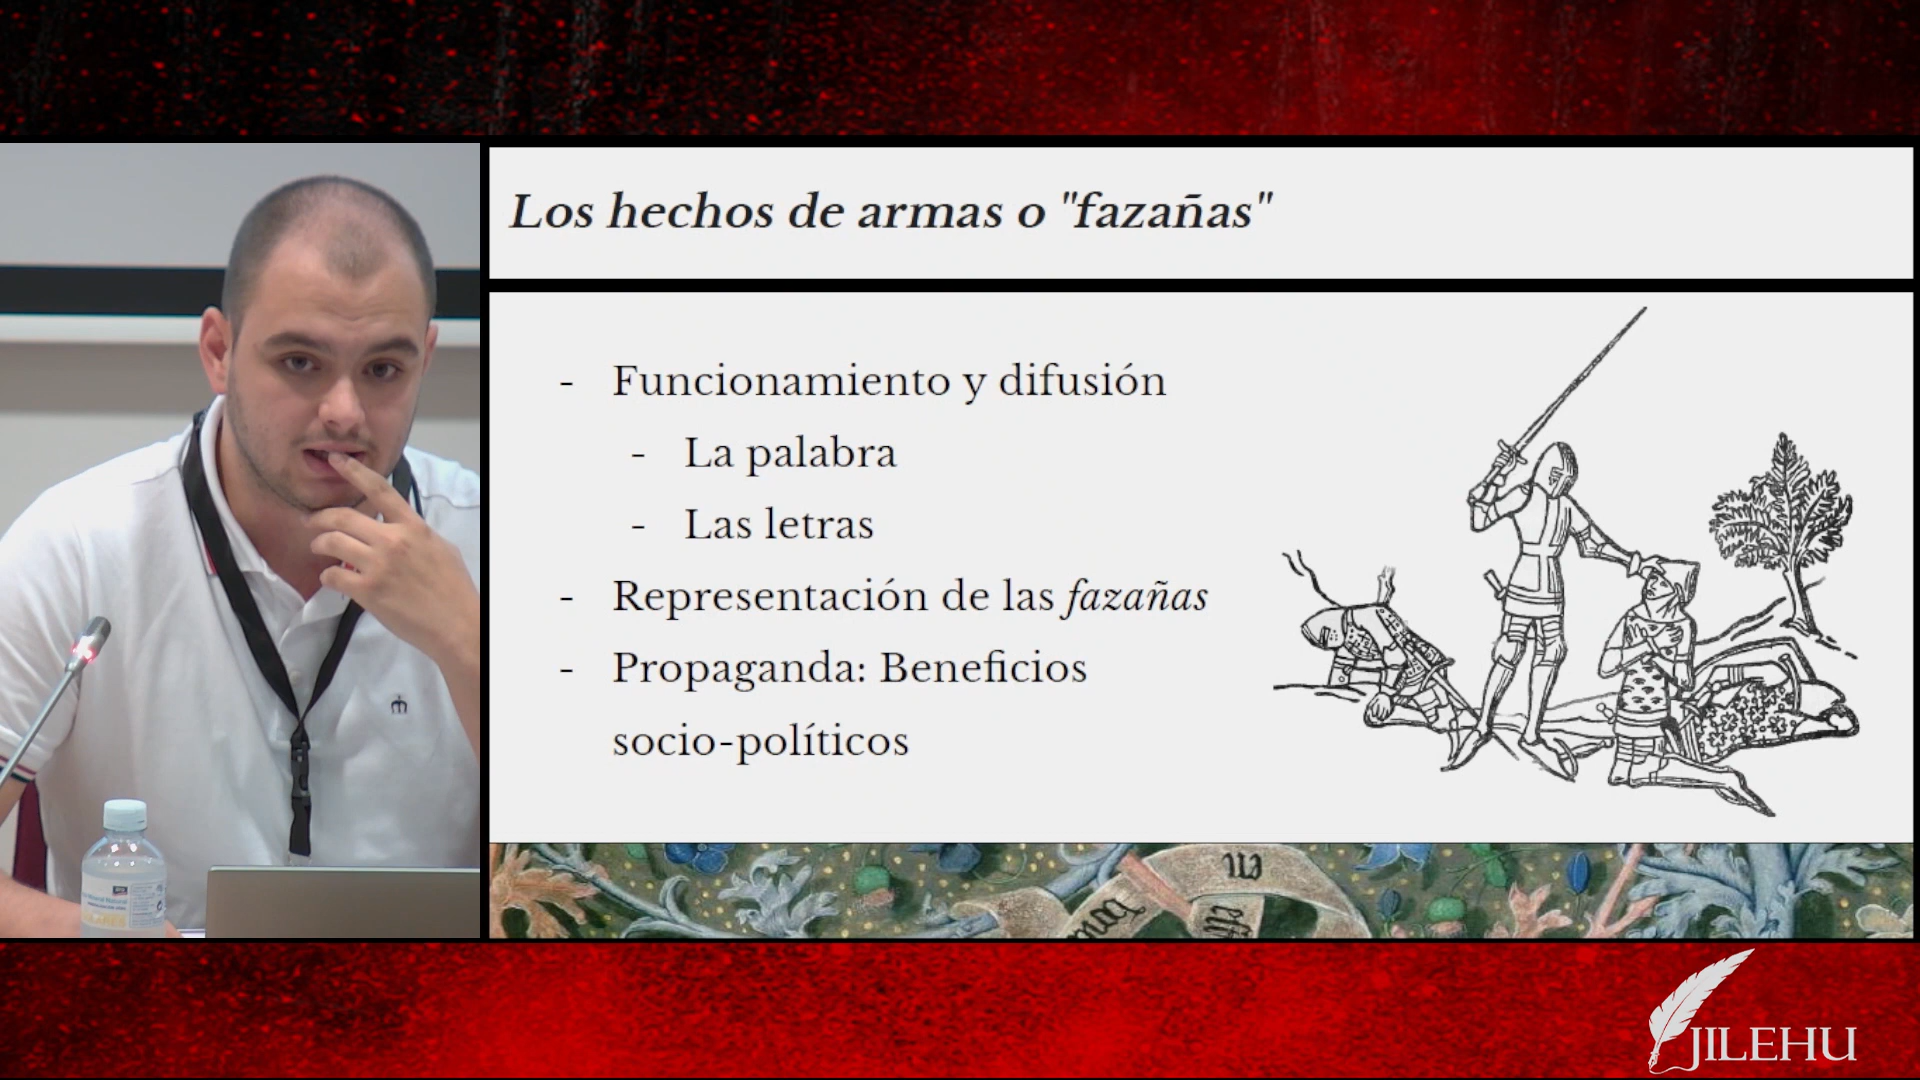 Los hechos de armas o "fazañas"
- Funcionamiento y difusión
- La palabra
- Las letras
- Representación de las fazañas
- Propaganda: Beneficios
socio-políticos
en
JILEHU